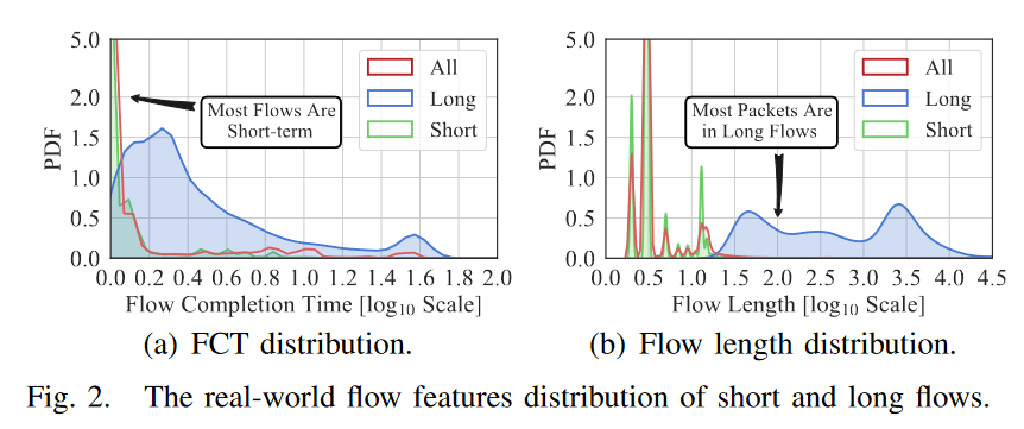 5.0
2.0
1.5
1.0
0.5
0.0
PDF
All
Long
Short
Most Flows Are
Short-term
0.0 0.2 0.4 0.6 0.8 1.0 1.2 1.4 1.6 1.8 2.0
Flow Completion Time [log10 Scale]
(a) FCT distribution.
5.0
2.0
1.5
1.0
0.5
0.0
PDF
All
Long
Short
Most Packets Are
in Long Flows
0.0 0.5 1.0 1.5 2.0 2.5 3.0 3.5 4.0 4.5
Flow Length [log10 Scale]
(b) Flow length distribution.
Fig. 2. The real-world flow features distribution of short and long flows.